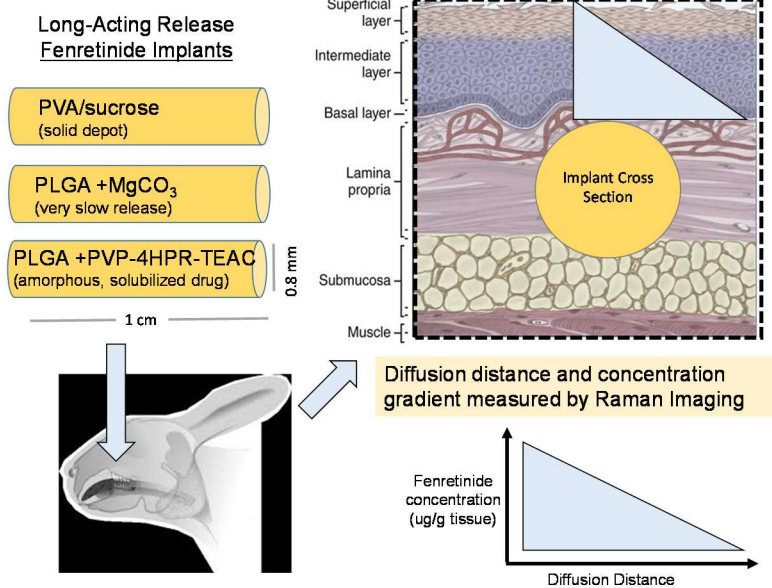 Long-Acting Release
Fenretinide Implants
PVA/sucrose
(solid depot)
PLGA +MgCO₃
(very slow release)
PLGA +PVP-4HPR-TEAC
(amorphous, solubilized drug)
0.8 mm
1 cm
Superficial
layer
Intermediate
layer
Basal layer
Lamina
propria
Submucosa
Muscle
Implant Cross
Section
Diffusion distance and concentration
gradient measured by Raman Imaging
Fenretinide
concentration
(ug/g tissue)
Diffusion Distance